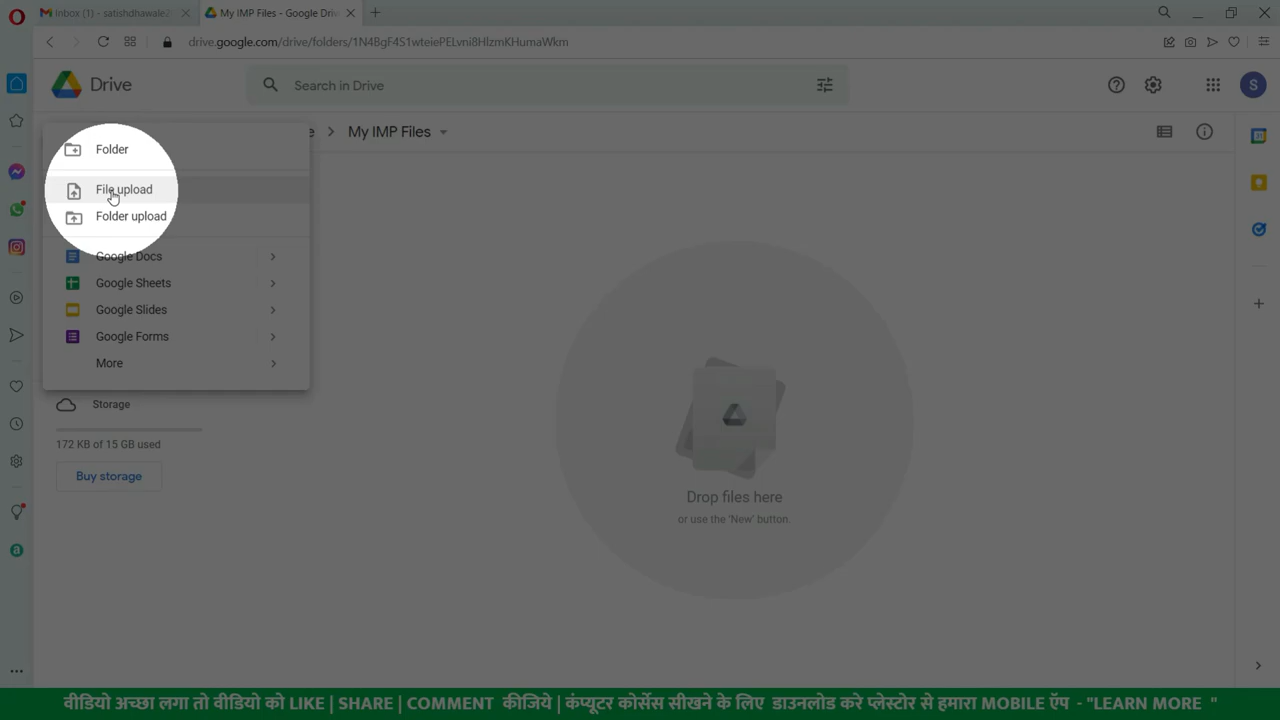 Inbox (1) - satishdhawale2
My IMP Files - Google Driv
drive.google.com/drive/folders/1N4BgF4S1wteiePELvni8HlzmKHumaWkm
Drive
Search in Drive
S
e > My IMP Files
31
Folder
File upload
Folder upload
Google Docs
Google Sheets
Google Slides
Google Forms
More
Storage
172 KB of 15 GB used
Buy storage
Drop files here
or use the 'New' button.
a
वीडियो अच्छा लगा तो वीडियो को LIKE | SHARE | COMMENT कीजिये | कंप्यूटर कोर्सेस सीखने के लिए डाउनलोड करे प्लेस्टोर से हमारा MOBILE ऍप - "LEARN MORE "